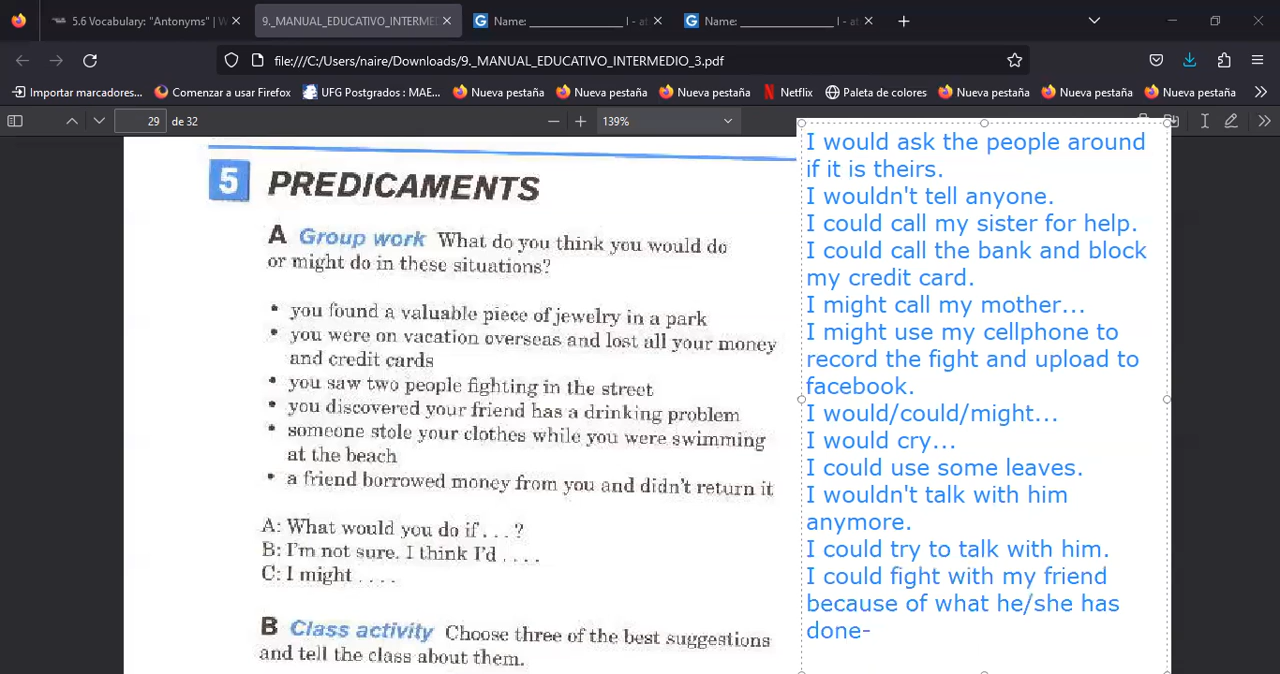 5.6 Vocabulary: "Antonyms" | W
9._MANUAL_EDUCATIVO_INTERMED
Name: _____________ l - at
Name: _____________ l - at
file:///C:/Users/naire/Downloads/9._MANUAL_EDUCATIVO_INTERMEDIO_3.pdf
Importar marcadores...
Comenzar a usar Firefox
UFG Postgrados : MAE...
Nueva pestaña
Nueva pestaña
Nueva pestaña
Netflix
Paleta de colores
Nueva pestaña
Nueva pestaña
Nueva pestaña
29 de 32
139%
5 PREDICAMENTS
A Group work What do you think you would do
or might do in these situations?
• you found a valuable piece of jewelry in a park
• you were on vacation overseas and lost all your money
and credit cards
• you saw two people fighting in the street
• you discovered your friend has a drinking problem
• someone stole your clothes while you were swimming
at the beach
• a friend borrowed money from you and didn't return it
A: What would you do if . . . ?
B: I'm not sure. I think I'd . . . .
C: I might . . . .
B Class activity Choose three of the best suggestions
and tell the class about them.
I would ask the people around
if it is theirs.
I wouldn't tell anyone.
I could call my sister for help.
I could call the bank and block
my credit card.
I might call my mother...
I might use my cellphone to
record the fight and upload to
facebook.
I would/could/might...
I would cry...
I could use some leaves.
I wouldn't talk with him
anymore.
I could try to talk with him.
I could fight with my friend
because of what he/she has
done-